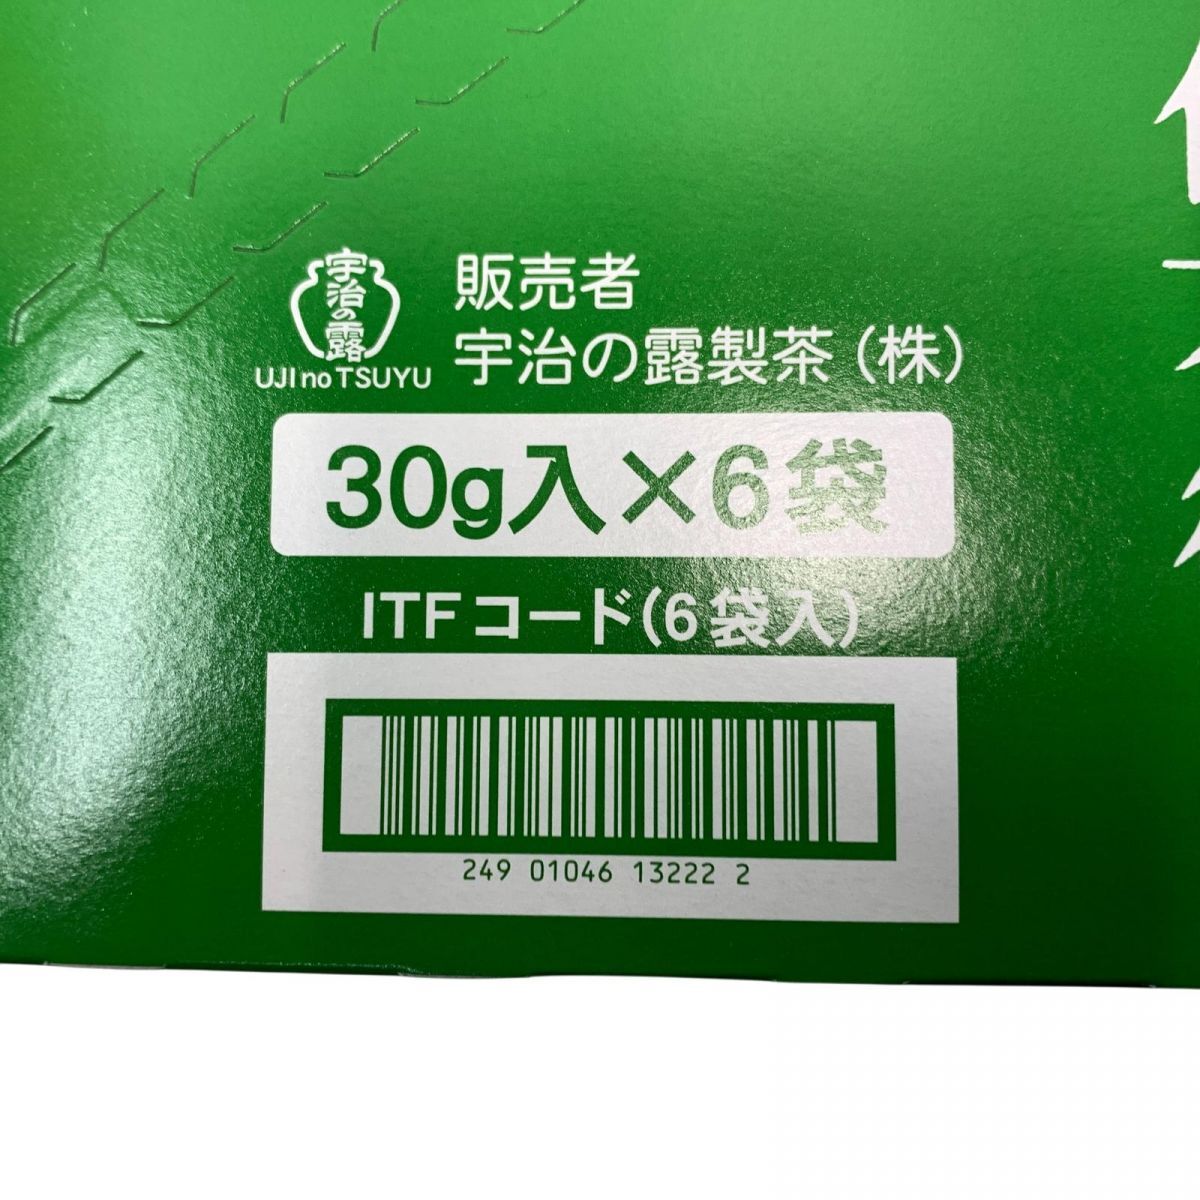 宇治の露
UJI no TSUYU
販売者
宇治の露製茶(株)
30g入×6袋
ITFコード(6袋入)
249 01046 13222 2